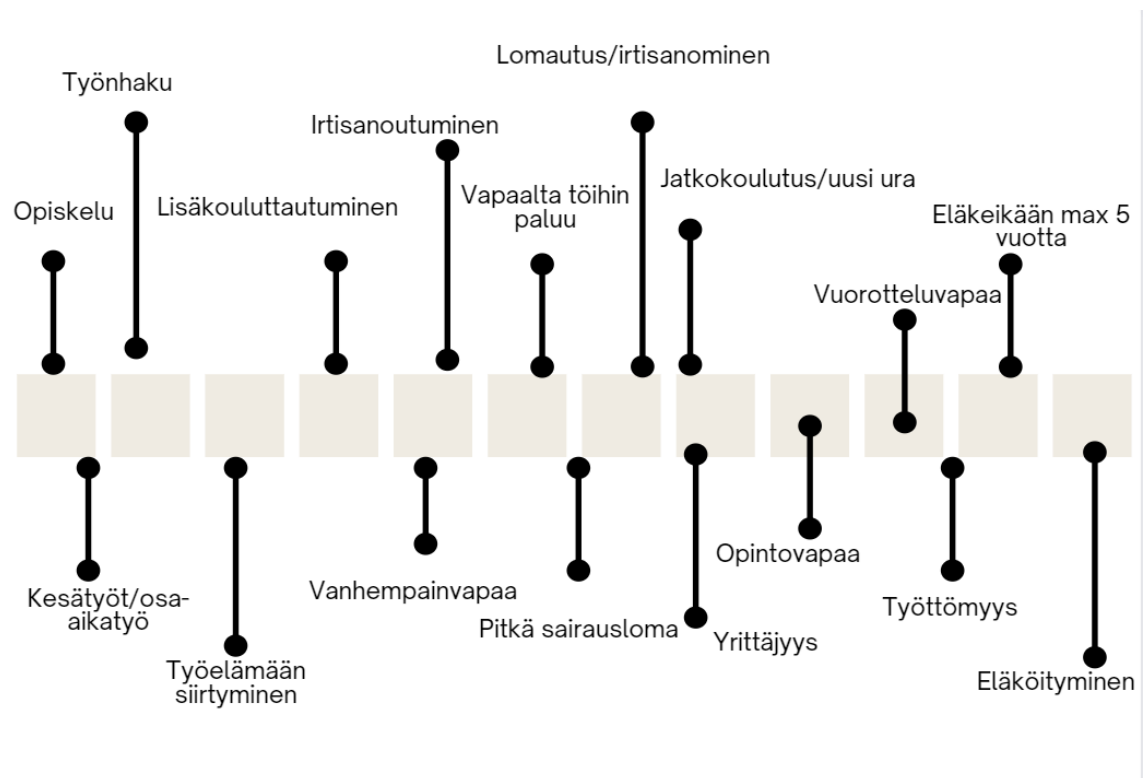 Lomautus/irtisanominen
Työnhaku
Irtisanoutuminen
Jatkokoulutus/uusi ura
Vapaalta töihin
paluu
Opiskelu
Lisäkouluttautuminen
Eläkeikään max 5
vuotta
Vuorotteluvapaa
Opintovapaa
Vanhempainvapaa
Kesätyöt/osa-
aikatyö
Työttömyys
Pitkä sairausloma
Yrittäjyys
Työelämään
siirtyminen
Eläköityminen